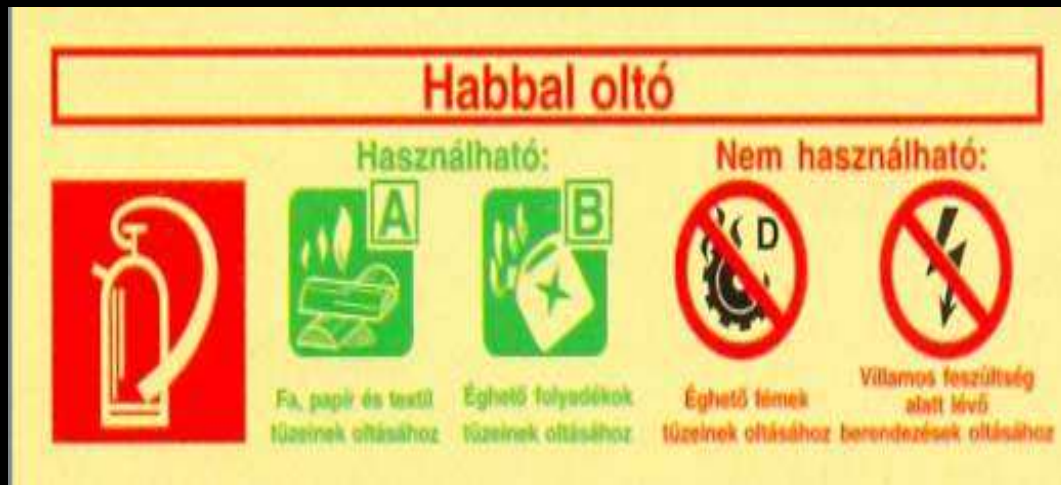 Habbal oltó
Használható:
Nem használható:
A
B
D
Fa, papír és textil
tüzeinek oltásához
Éghető folyadékok
tüzeinek oltásához
Éghető fémek
tüzeinek oltásához
Villamos feszültség
alatt lévő
berendezések oltásához